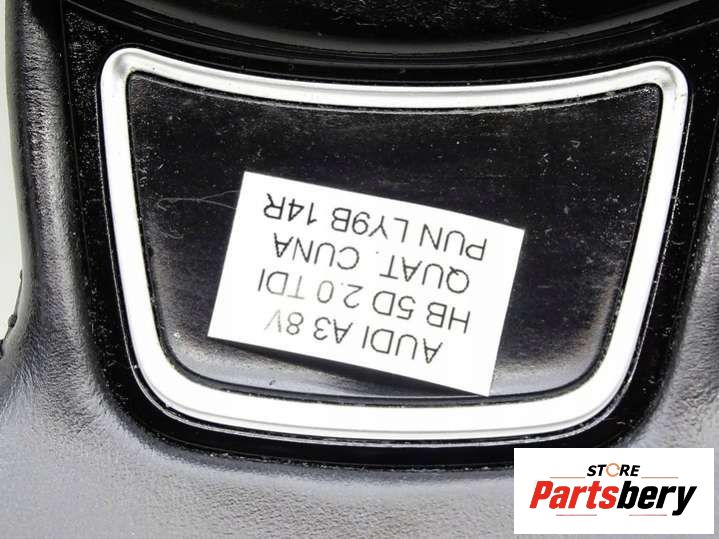 AUDI A3 8V
HB 5D 2.0 TDI
QUAT. CUNA
PUN LY9B 14R
STORE
Partsbery